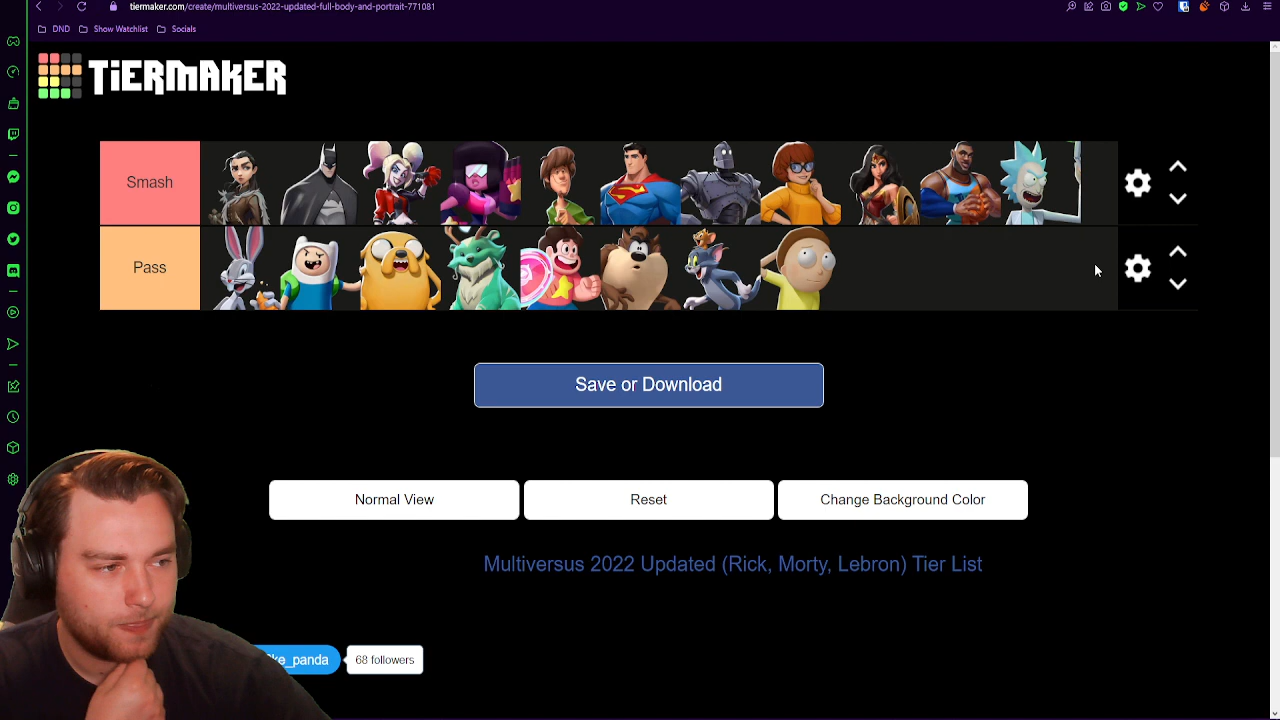 tiermaker.com/create/multiversus-2022-updated-full-body-and-portrait-771081
DND Show Watchlist Socials
TiERMAKER
Smash
Pass
Save or Download
Normal View Reset Change Background Color
Multiversus 2022 Updated (Rick, Morty, Lebron) Tier List
ke_panda 68 followers